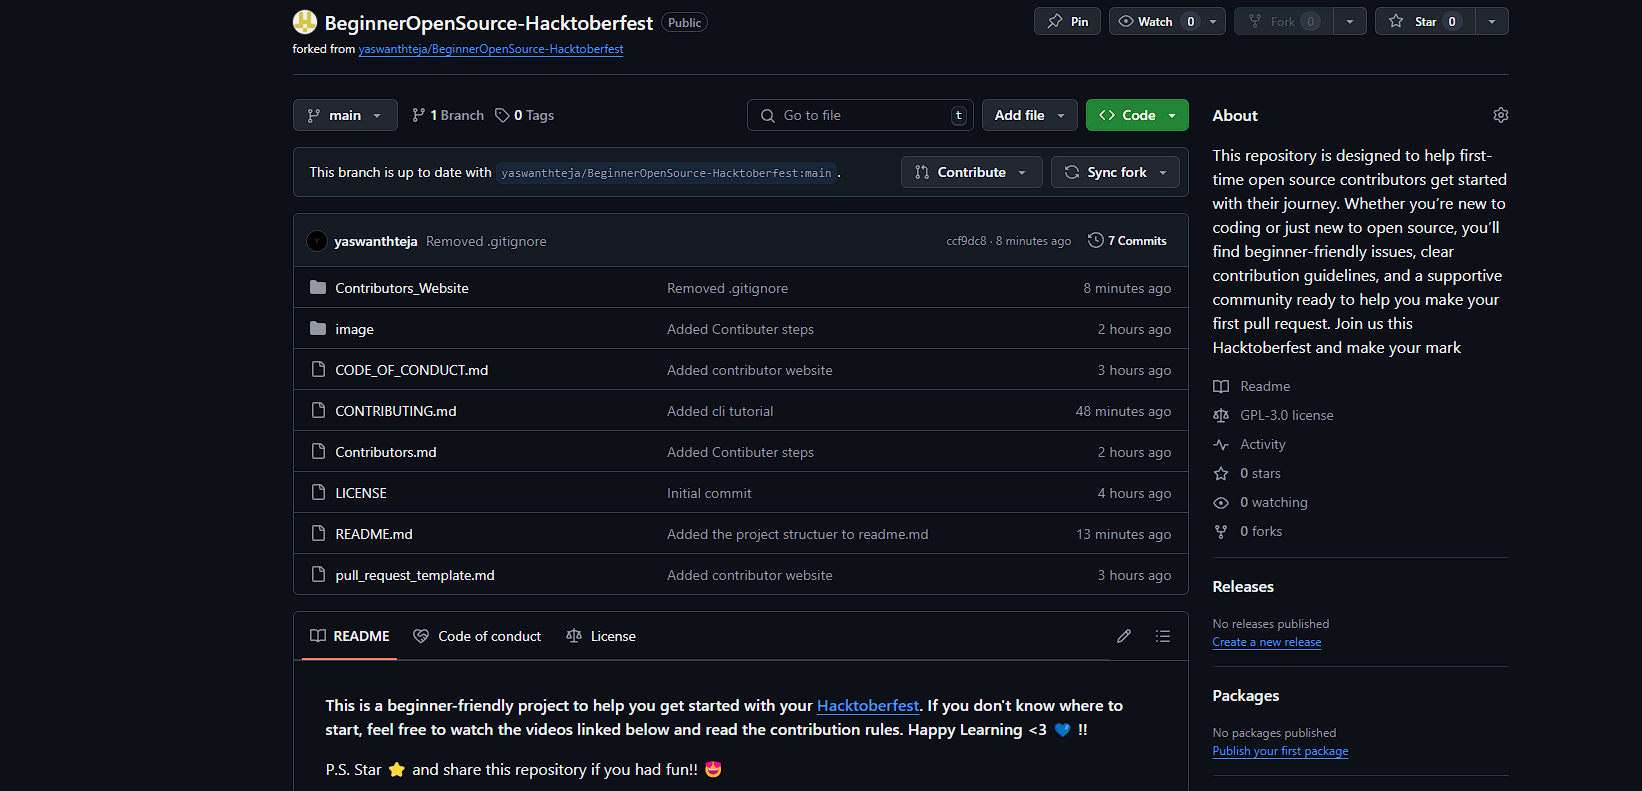 BeginnerOpenSource-Hacktoberfest Public Pin Watch 0 Fork 0 Star 0
forked from yaswanthteja/BeginnerOpenSource-Hacktoberfest
main 1 Branch 0 Tags Go to file t Add file Code
This branch is up to date with yaswanthteja/BeginnerOpenSource-Hacktoberfest:main . Contribute Sync fork
yaswanthteja Removed .gitignore ccf9dc8 · 8 minutes ago 7 Commits
Contributors_Website Removed .gitignore 8 minutes ago
image Added Contibuter steps 2 hours ago
CODE_OF_CONDUCT.md Added contributor website 3 hours ago
CONTRIBUTING.md Added cli tutorial 48 minutes ago
Contributors.md Added Contibuter steps 2 hours ago
LICENSE Initial commit 4 hours ago
README.md Added the project structuer to readme.md 13 minutes ago
pull_request_template.md Added contributor website 3 hours ago
README Code of conduct License
This is a beginner-friendly project to help you get started with your Hacktoberfest. If you don't know where to
start, feel free to watch the videos linked below and read the contribution rules. Happy Learning <3 💙 !!
P.S. Star ⭐ and share this repository if you had fun!! 🤩
About
This repository is designed to help first-
time open source contributors get started
with their journey. Whether you’re new to
coding or just new to open source, you’ll
find beginner-friendly issues, clear
contribution guidelines, and a supportive
community ready to help you make your
first pull request. Join us this
Hacktoberfest and make your mark
Readme
GPL-3.0 license
Activity
0 stars
0 watching
0 forks
Releases
No releases published
Create a new release
Packages
No packages published
Publish your first package